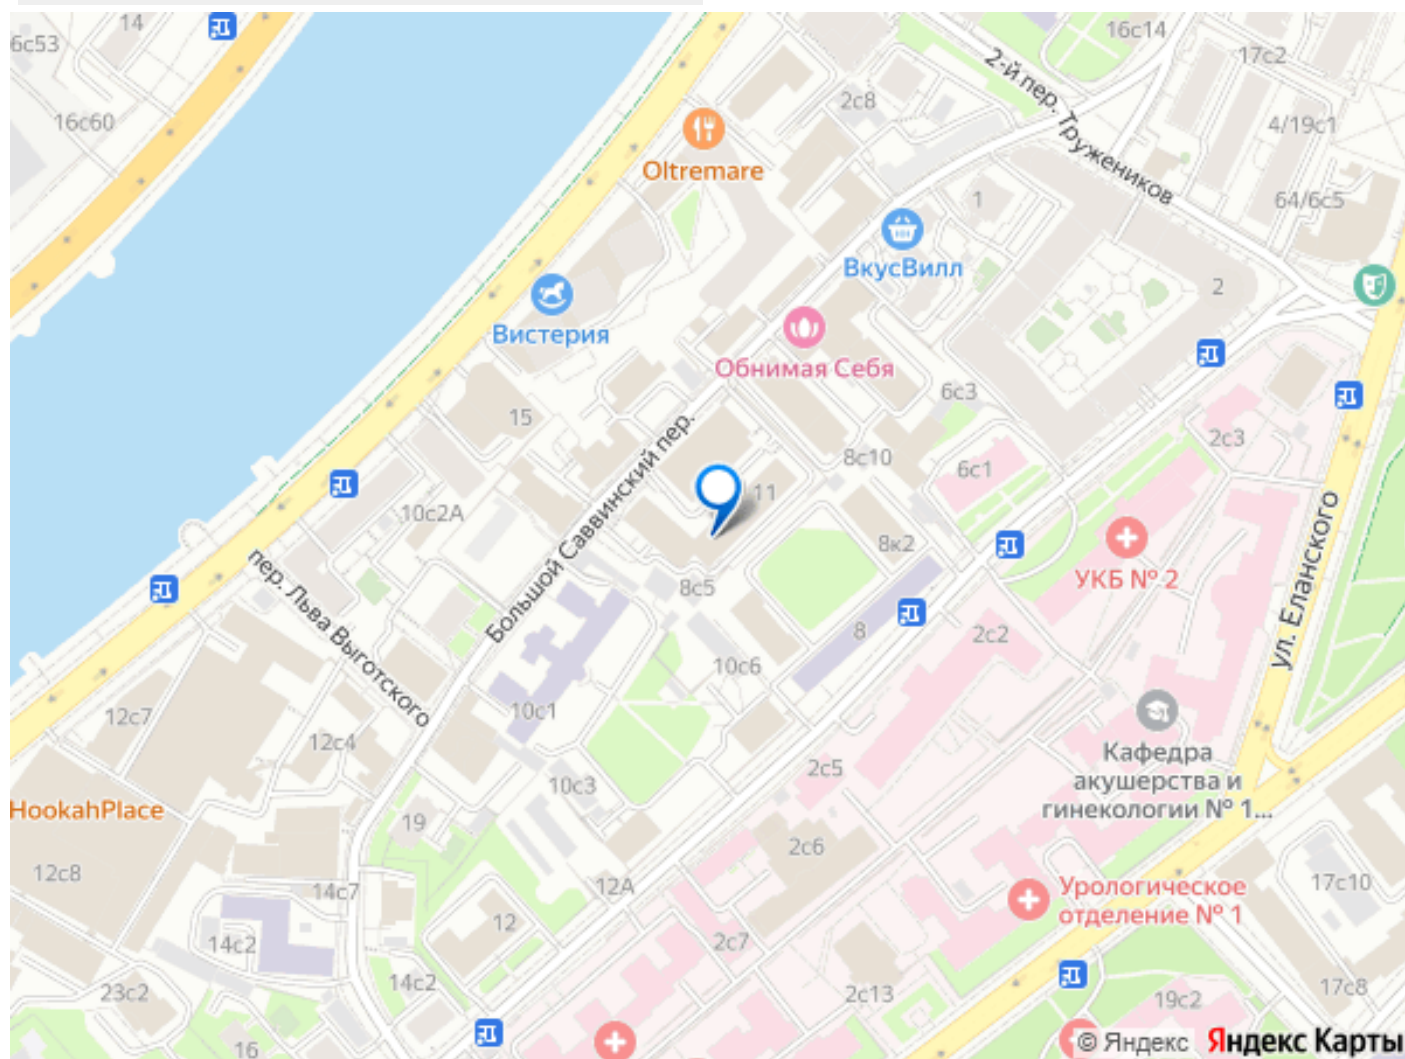 14
6с53
16с14
17с2
2-й пер. Тружеников
2с8
16с60
4/19с1
Oltremare
64/6с5
1
ВкусВилл
2
Вистерия
Обнимая Себя
6с3
15
2с3
Большой Саввинский пер.
8с10
6с1
11
10с2А
8к2
УКБ № 2
ул. Еланского
пер. Льва Выготского
8с5
8
2с2
10с6
10с1
12с7
12с4
Кафедра
акушерства и
гинекологии № 1...
2с5
10с3
HookahPlace
19
2с6
12с8
14с7
12А
17с10
Урологическое
отделение № 1
12
14с2
2с7
14с2
23с2
2с13
19с2
17с8
16
© Яндекс Яндекс Карты